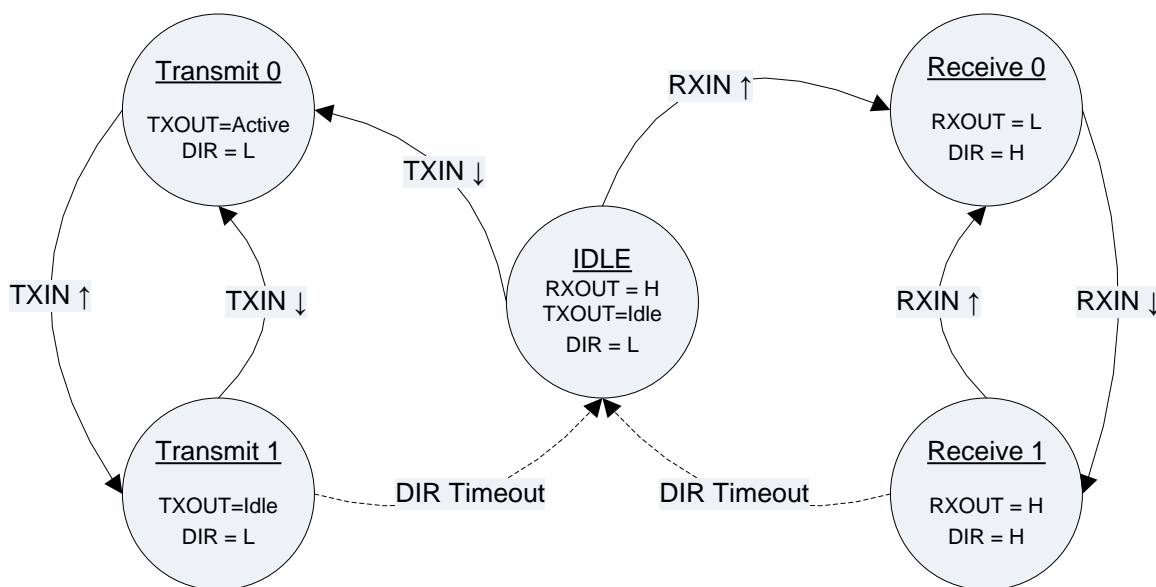 Transmit 0
TXOUT=Active
DIR = L
Receive 0
RXOUT = L
DIR = H
RXIN ↑
TXIN ↓
IDLE
RXOUT = H
TXOUT=Idle
DIR = L
TXIN ↑
TXIN ↓
RXIN ↑
RXIN ↓
Transmit 1
TXOUT=Idle
DIR = L
DIR Timeout
DIR Timeout
Receive 1
RXOUT = H
DIR = H